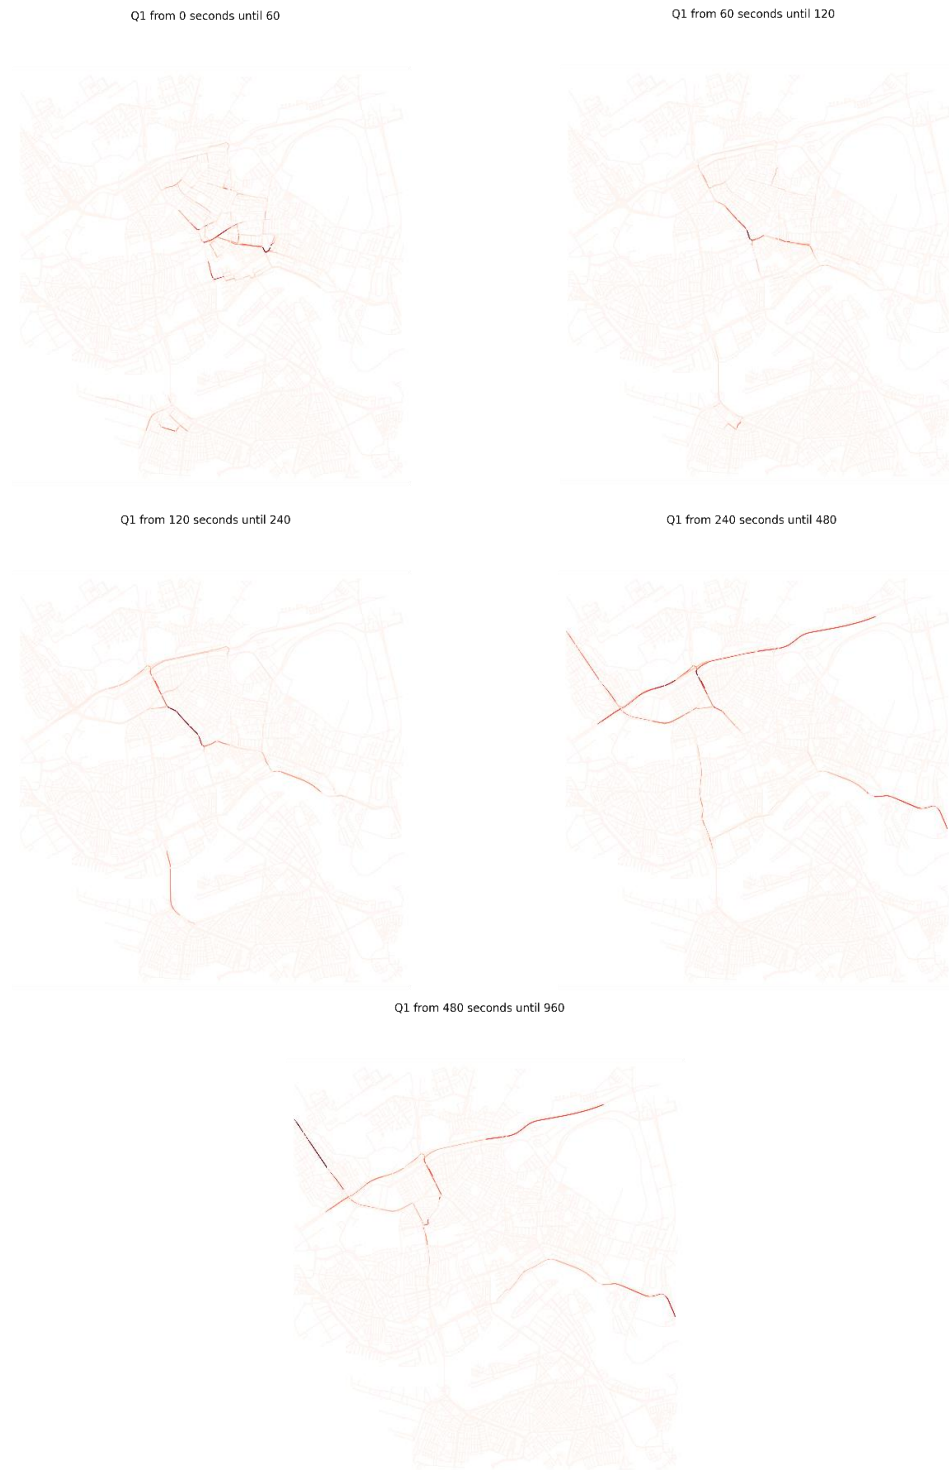 Q1 from 0 seconds until 60
Q1 from 60 seconds until 120
Q1 from 120 seconds until 240
Q1 from 240 seconds until 480
Q1 from 480 seconds until 960